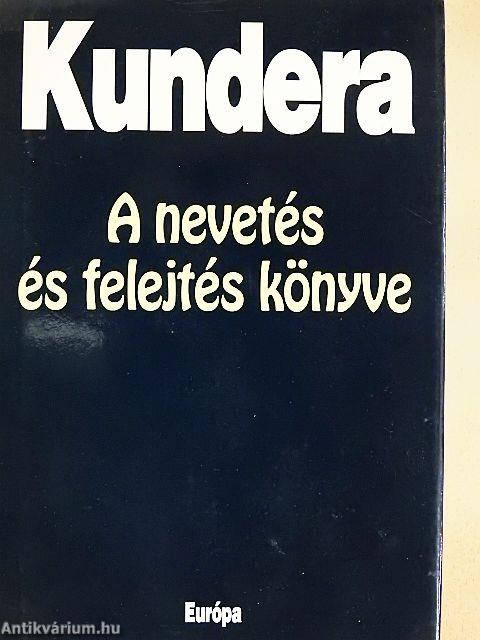 Kundera
A nevetés
és felejtés könyve
Európa
Antikvárium.hu